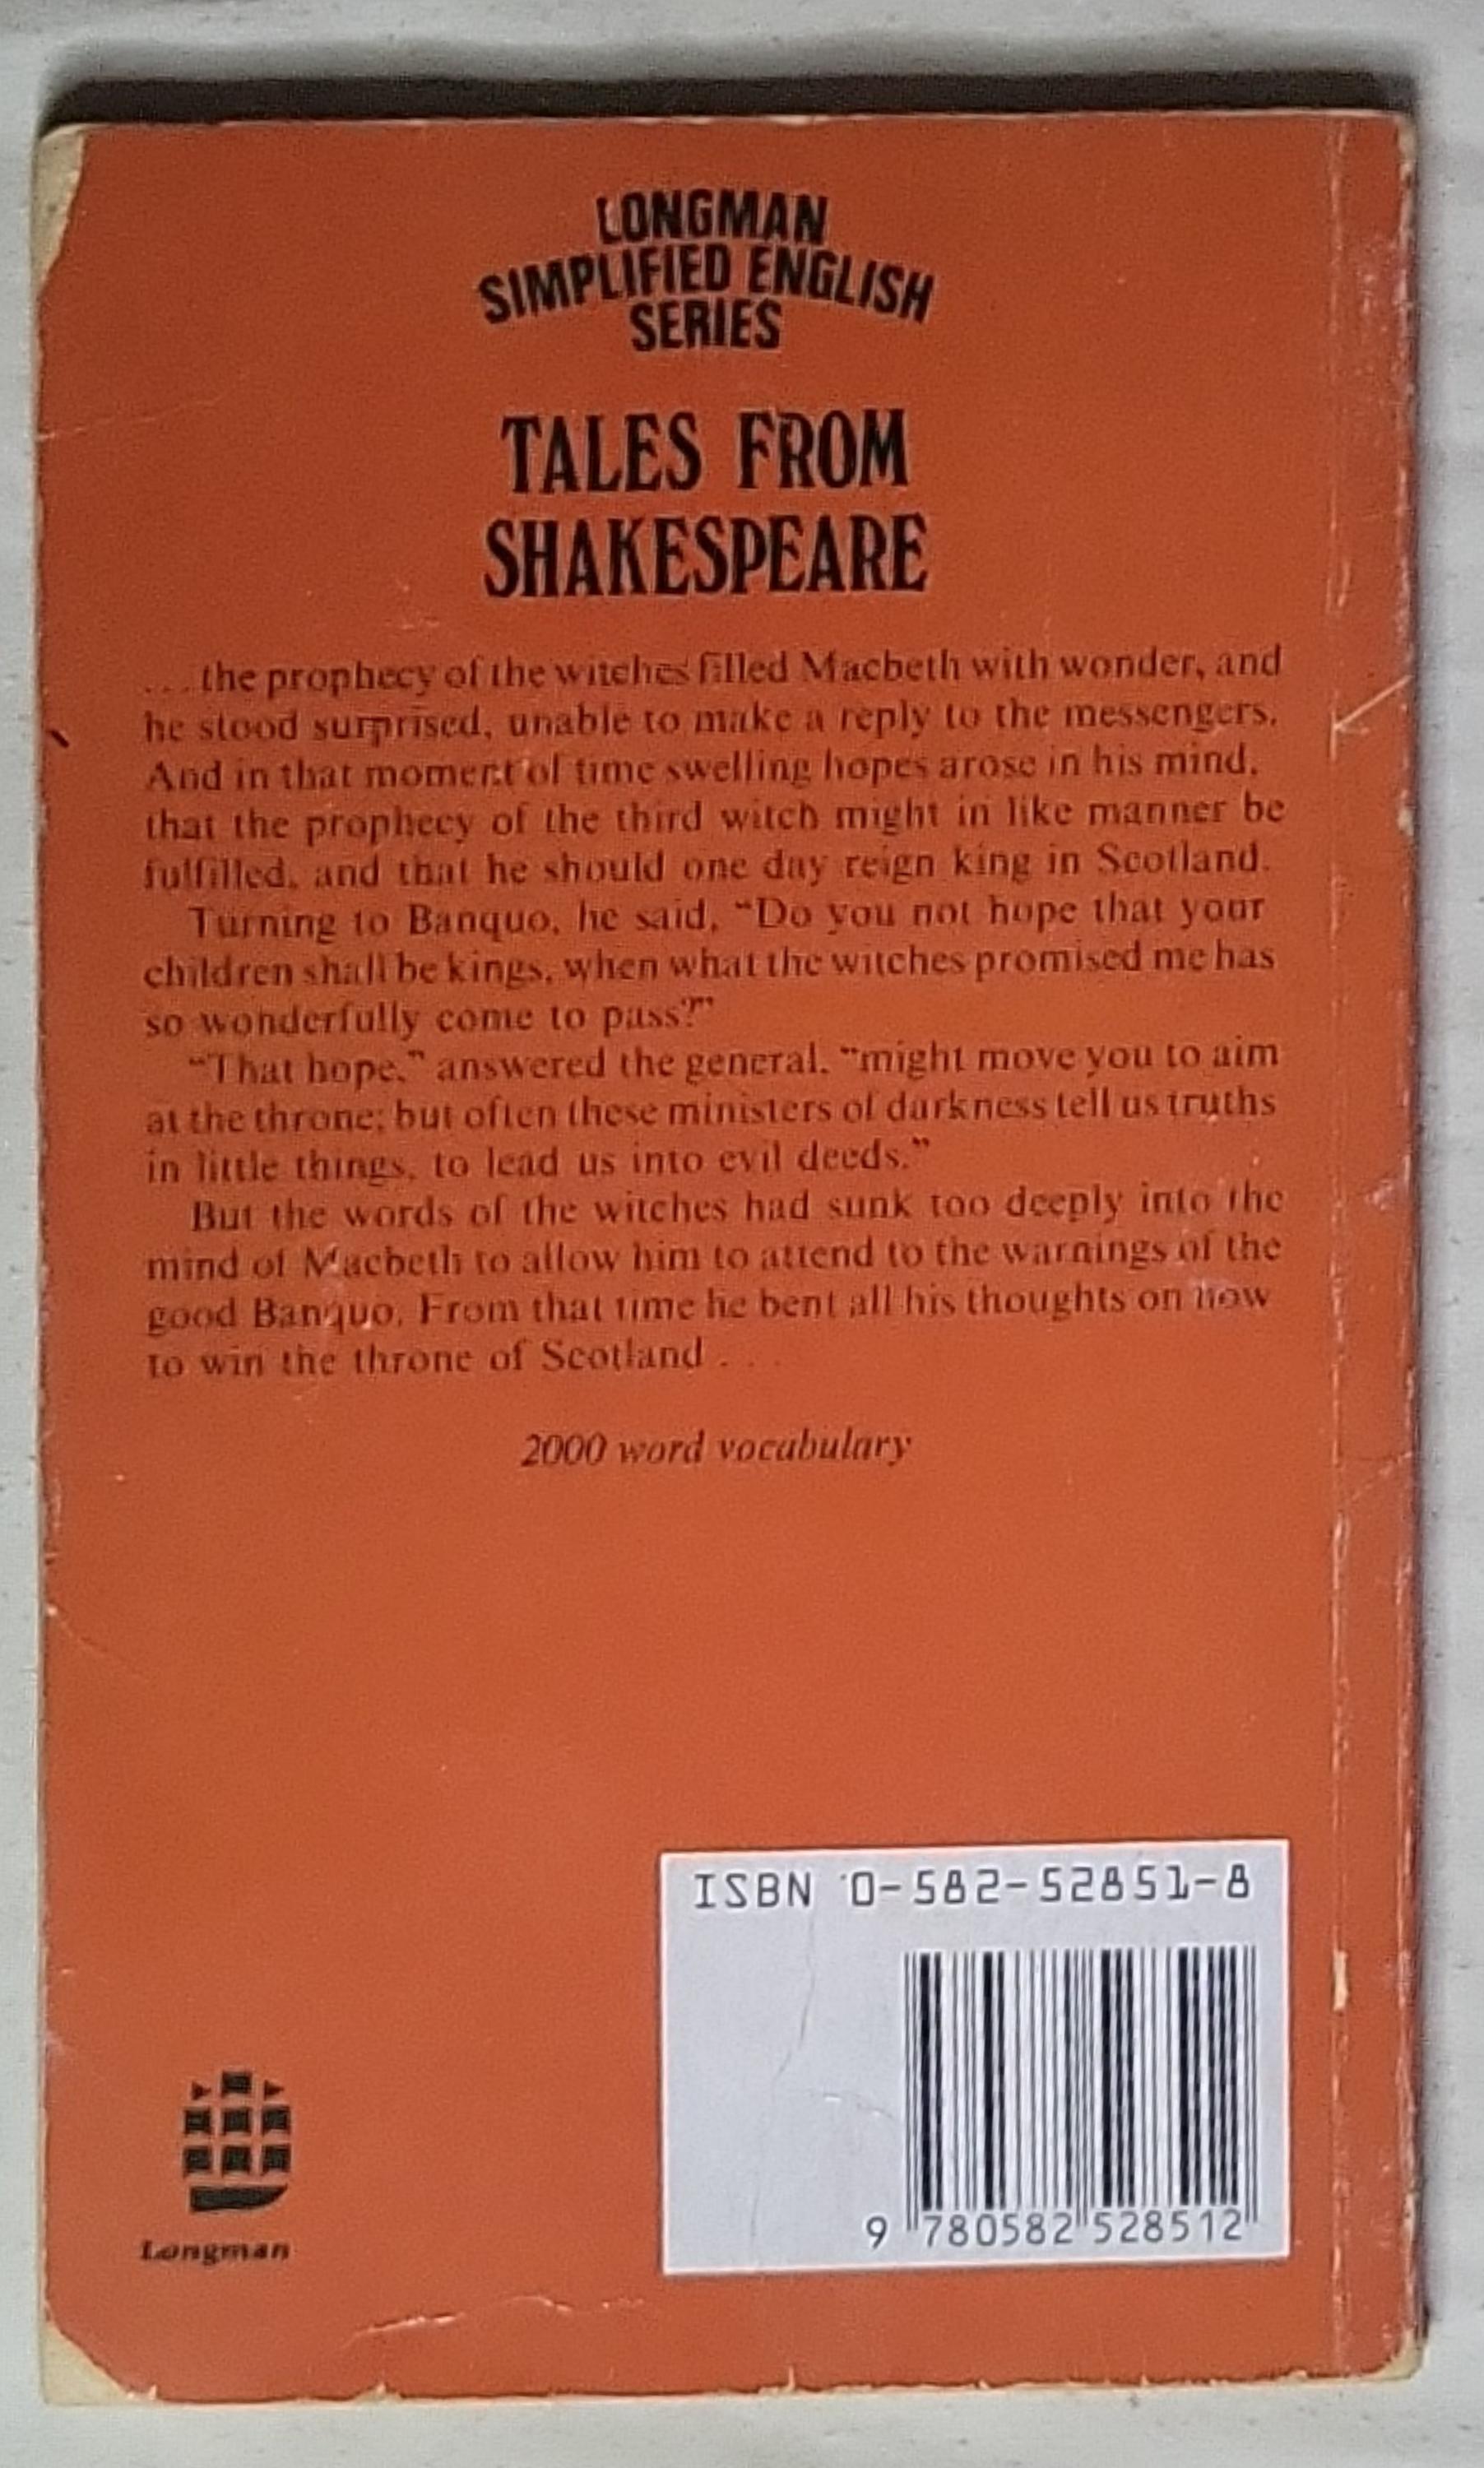 LONGMAN
SIMPLIFIED ENGLISH
SERIES
TALES FROM
SHAKESPEARE
...the prophecy of the witches filled Macbeth with wonder, and
he stood surprised, unable to make a reply to the messengers.
And in that moment of time swelling hopes arose in his mind,
that the prophecy of the third witch might in like manner be
fulfilled, and that he should one day reign king in Scotland.
Turning to Banquo, he said, “Do you not hope that your
children shall be kings, when what the witches promised me has
so wonderfully come to pass?”
“That hope,” answered the general, “might move you to aim
at the throne; but often these ministers of darkness tell us truths
in little things, to lead us into evil deeds.”
But the words of the witches had sunk too deeply into the
mind of Macbeth to allow him to attend to the warnings of the
good Banquo. From that time he bent all his thoughts on how
to win the throne of Scotland . . .
2000 word vocabulary
ISBN 0-582-52851-8
9 780582 528512
Longman